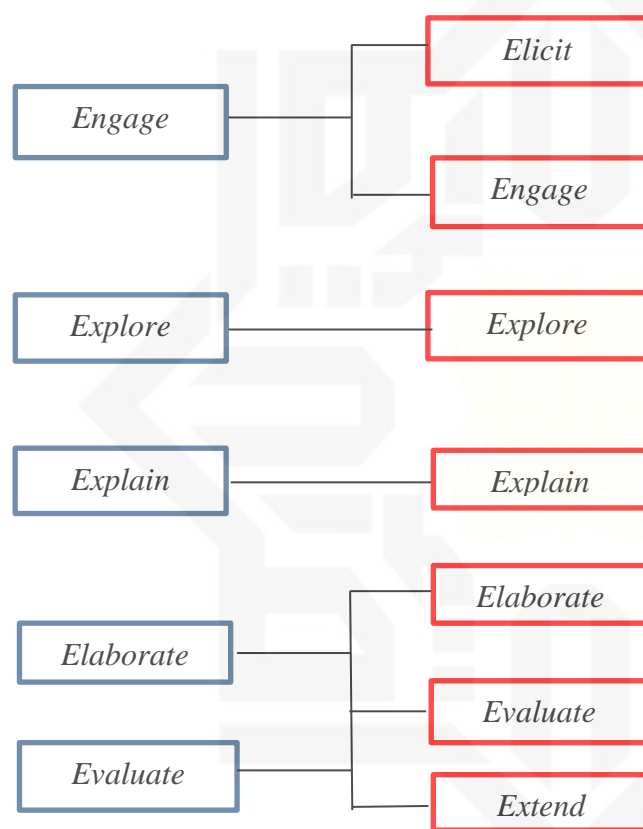 Elicit
Engage
Engage
Explore
Explore
Explain
Explain
Elaborate
Elaborate
Evaluate
Evaluate
Extend